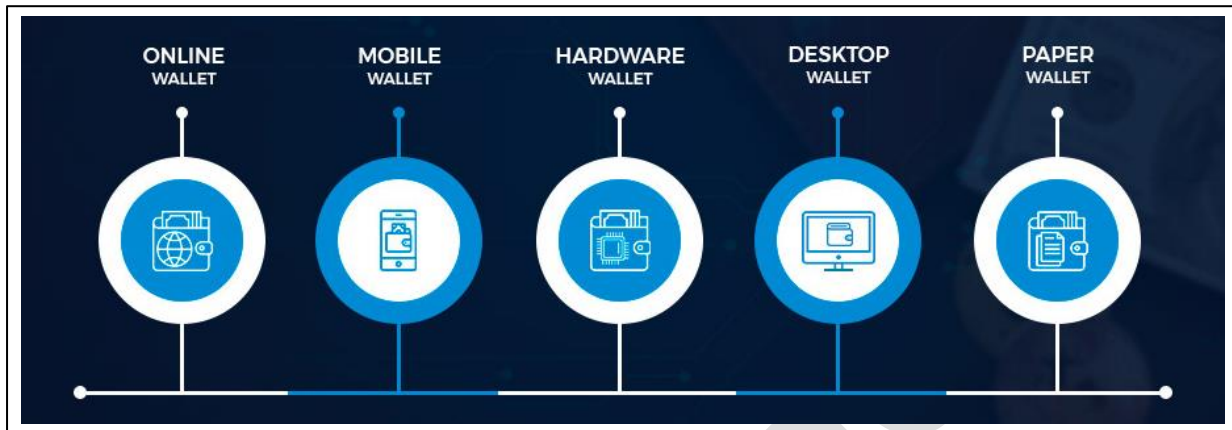 ONLINE
WALLET
MOBILE
WALLET
HARDWARE
WALLET
DESKTOP
WALLET
PAPER
WALLET